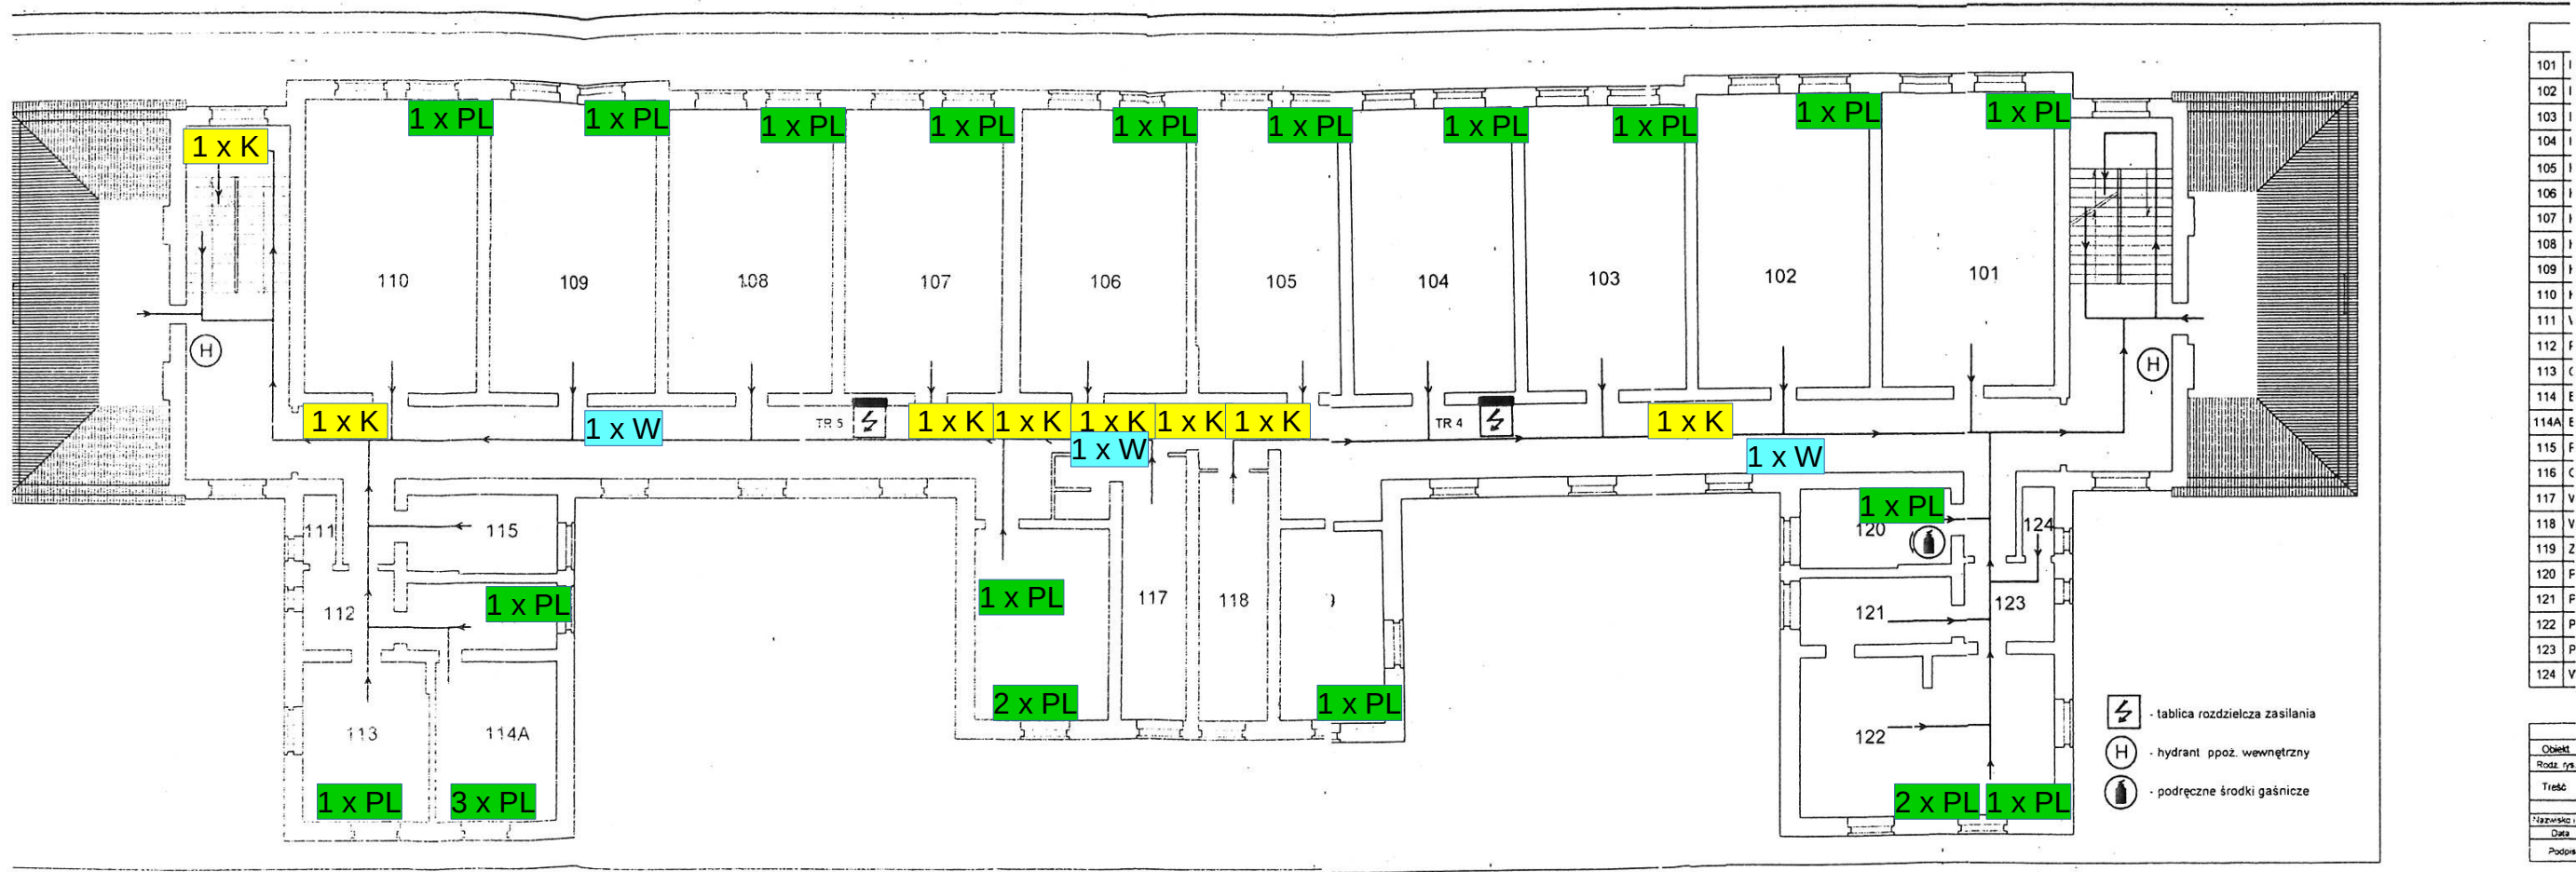 1 x PL
1 x PL
1 x PL
1 x PL
1 x PL
1 x PL
1 x PL
1 x PL
1 x PL
1 x PL
1 x K
110
109
108
107
106
105
104
103
102
101
H
H
1 x K
1 x W
TR 5
1 x K
1 x K
1 x K
1 x K
1 x K
1 x W
TR 4
1 x K
1 x W
111
115
112
1 x PL
113
114A
1 x PL
3 x PL
1 x PL
2 x PL
117
118
1 x PL
1 x PL
120
124
121
123
122
2 x PL
1 x PL
- tablica rozdzielcza zasilania
H - hydrant ppoż. wewnętrzny
- podręczne środki gaśnicze
101
102
103
104
105
106
107
108
109
110
111
112
113
114
114A
115
116
117
118
119
120
121
122
123
124
Obiekt
Rodz. rys.
Treść
Nazwisko i
Data
Podpis